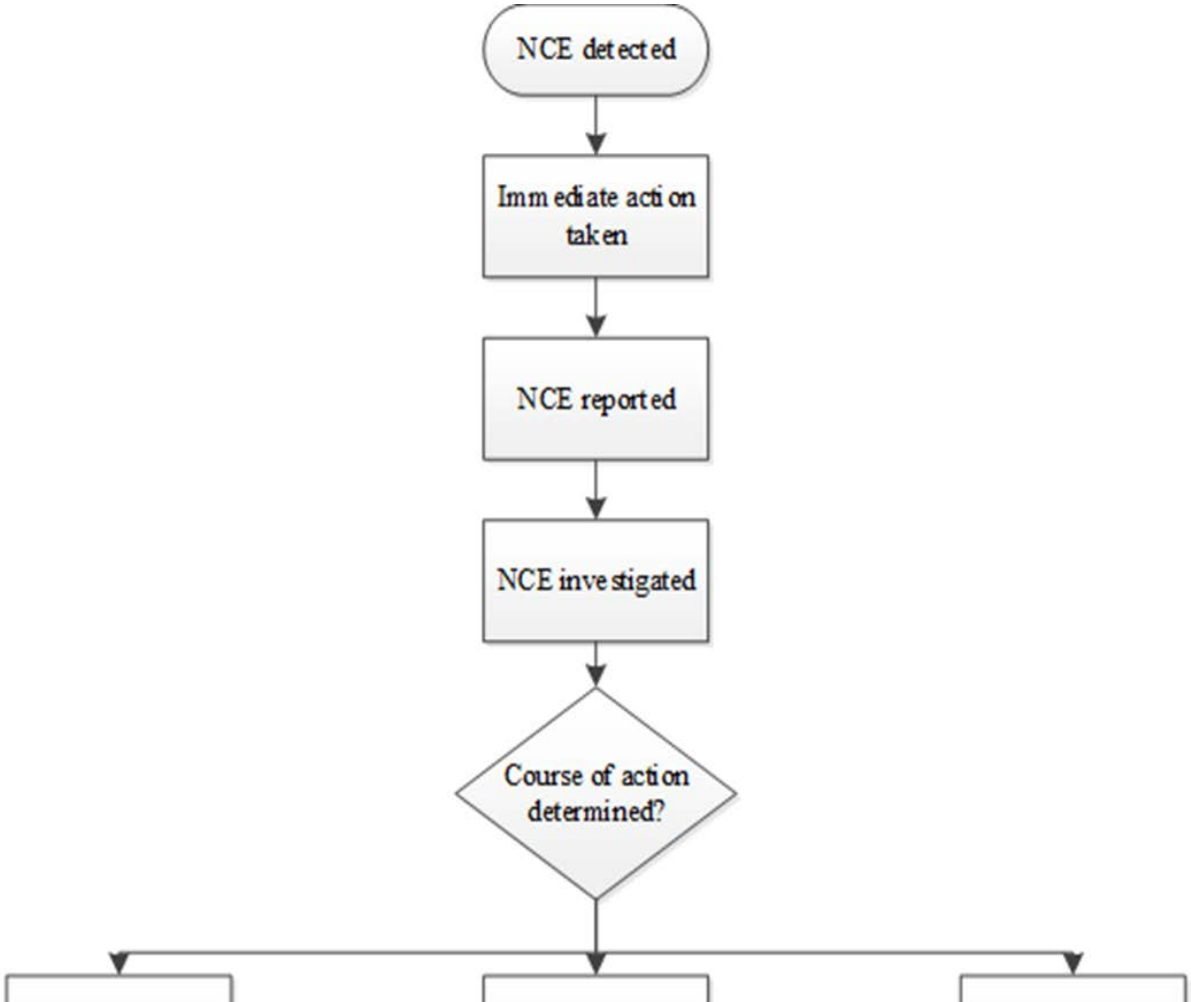 NCE detected
Immediate action
taken
NCE reported
NCE investigated
Course of action
determined?